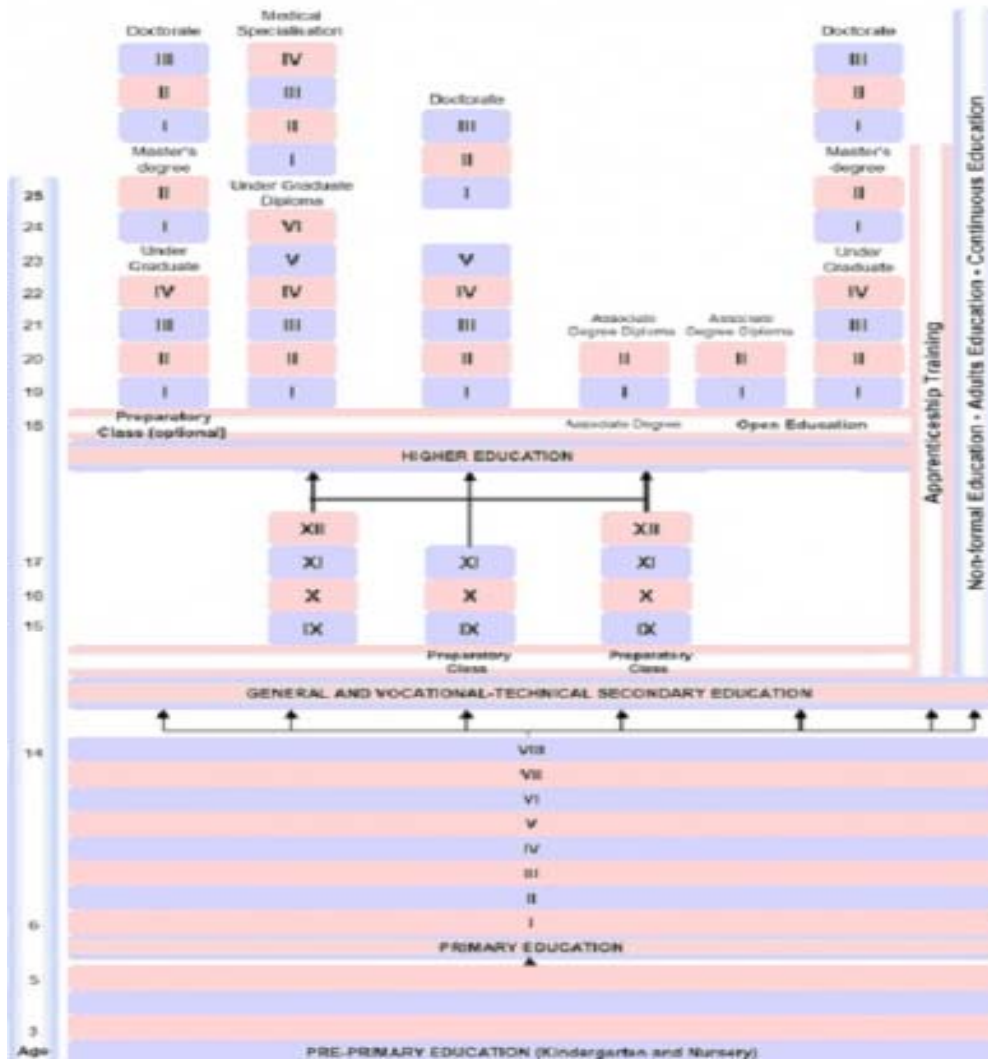 Doctorate
III
II
I
Master's
degree
II
I
Under
Graduate
IV
III
II
I
Preparatory
Class (optional)
Medical
Specialisation
IV
III
II
I
Under Graduate
Diploma
VI
V
IV
III
II
I
Doctorate
III
II
I
V
IV
III
II
I
Associate
Degree Diploma
II
I
Associate Degree
Associate
Degree Diploma
II
I
Open Education
Doctorate
III
II
I
Master's
degree
II
I
Under
Graduate
IV
III
II
I
25
24
23
22
21
20
19
18
HIGHER EDUCATION
XII
XI
X
IX
XI
X
IX
Preparatory
Class
XII
XI
X
IX
Preparatory
Class
17
16
15
Apprenticeship Training
Non-formal Education - Adults Education - Continuous Education
GENERAL AND VOCATIONAL-TECHNICAL SECONDARY EDUCATION
14
VIII
VII
VI
V
IV
III
II
6
I
PRIMARY EDUCATION
5
3
Age
PRE-PRIMARY EDUCATION (Kindergarten and Nursery)